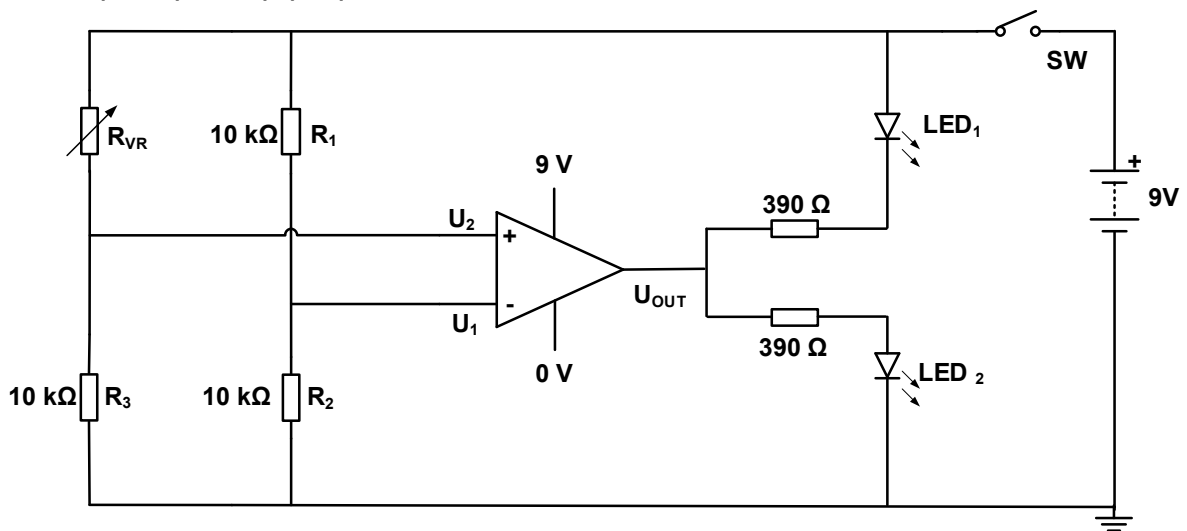 SW
R_VR
10 kΩ R₁
LED₁
9 V
+
9V
390 Ω
U₂
+
U_OUT
-
U₁
390 Ω
0 V
LED ₂
10 kΩ R₃
10 kΩ R₂